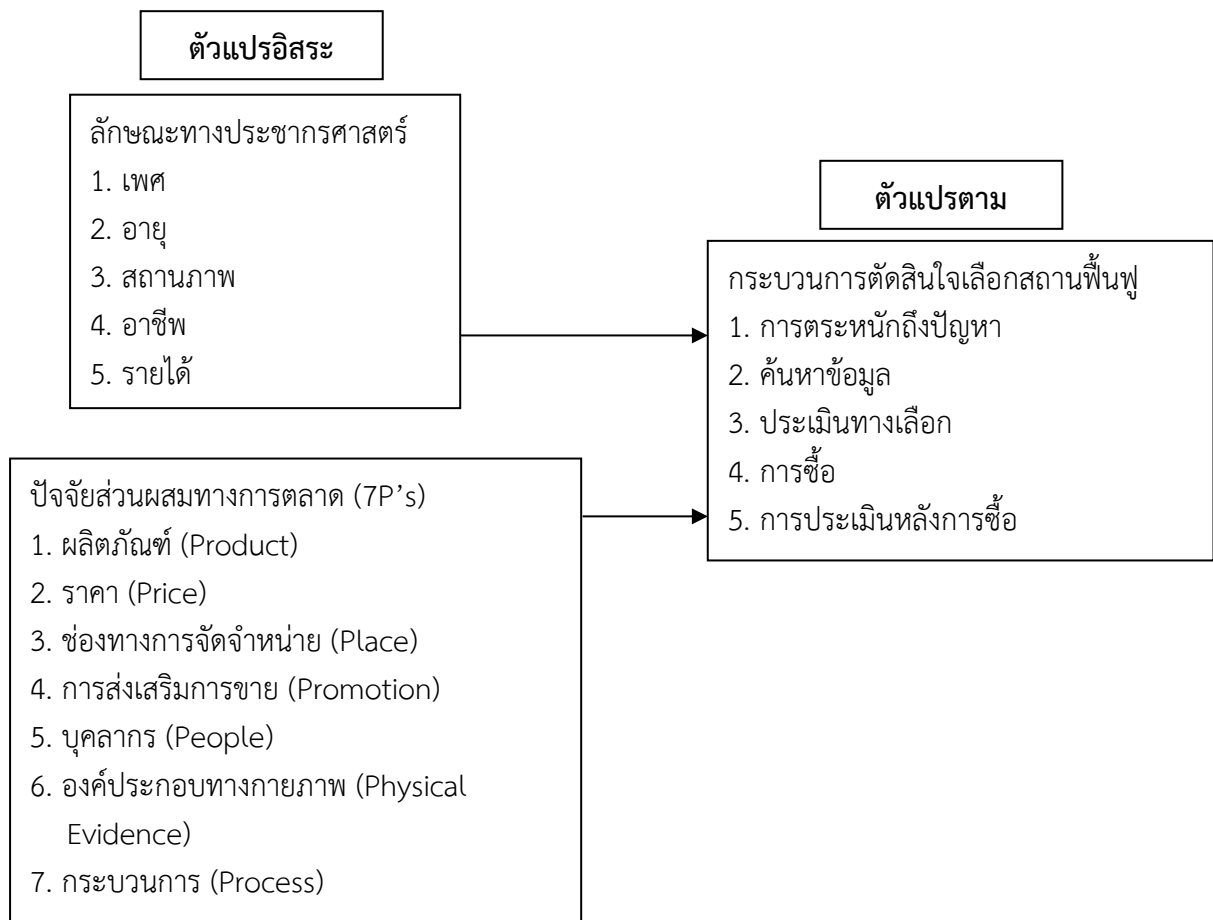 ตัวแปรอิสระ
ลักษณะทางประชากรศาสตร์
1. เพศ
2. อายุ
3. สถานภาพ
4. อาชีพ
5. รายได้
ปัจจัยส่วนผสมทางการตลาด (7P’s)
1. ผลิตภัณฑ์ (Product)
2. ราคา (Price)
3. ช่องทางการจัดจำหน่าย (Place)
4. การส่งเสริมการขาย (Promotion)
5. บุคลากร (People)
6. องค์ประกอบทางกายภาพ (Physical
Evidence)
7. กระบวนการ (Process)
ตัวแปรตาม
กระบวนการตัดสินใจเลือกสถานฟื้นฟู
1. การตระหนักถึงปัญหา
2. ค้นหาข้อมูล
3. ประเมินทางเลือก
4. การซื้อ
5. การประเมินหลังการซื้อ